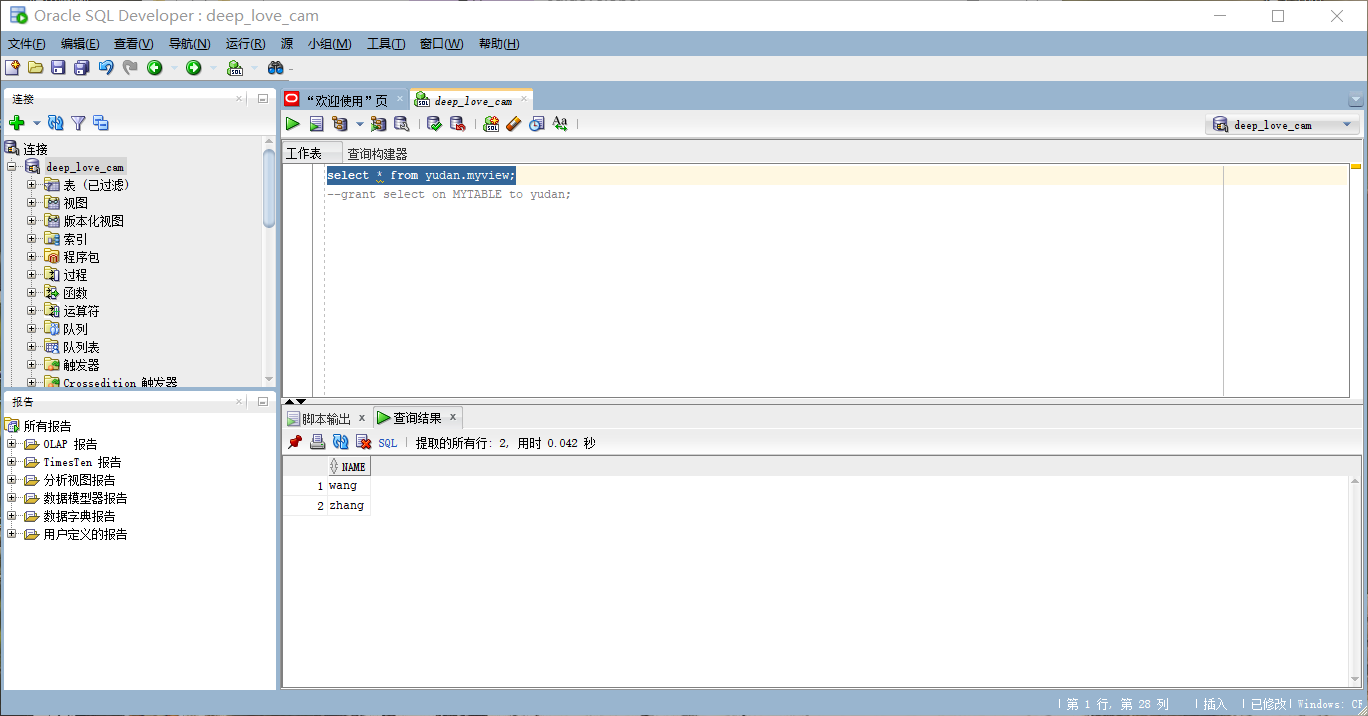 Oracle SQL Developer : deep_love_cam
文件(F) 编辑(E) 查看(V) 导航(N) 运行(R) 源 小组(M) 工具(T) 窗口(W) 帮助(H)
连接
“欢迎使用”页
deep_love_cam
deep_love_cam
工作表 查询构建器
select * from yudan.myview;
--grant select on MYTABLE to yudan;
连接
deep_love_cam
表 (已过滤)
视图
版本化视图
索引
程序包
过程
函数
运算符
队列
队列表
触发器
Crossedition 触发器
报告
所有报告
OLAP 报告
TimesTen 报告
分析视图报告
数据模型器报告
数据字典报告
用户定义的报告
脚本输出 x 查询结果 x
SQL 提取的所有行: 2, 用时 0.042 秒
NAME
1 wang
2 zhang
第 1 行, 第 28 列 插入 已修改 Windows: CR